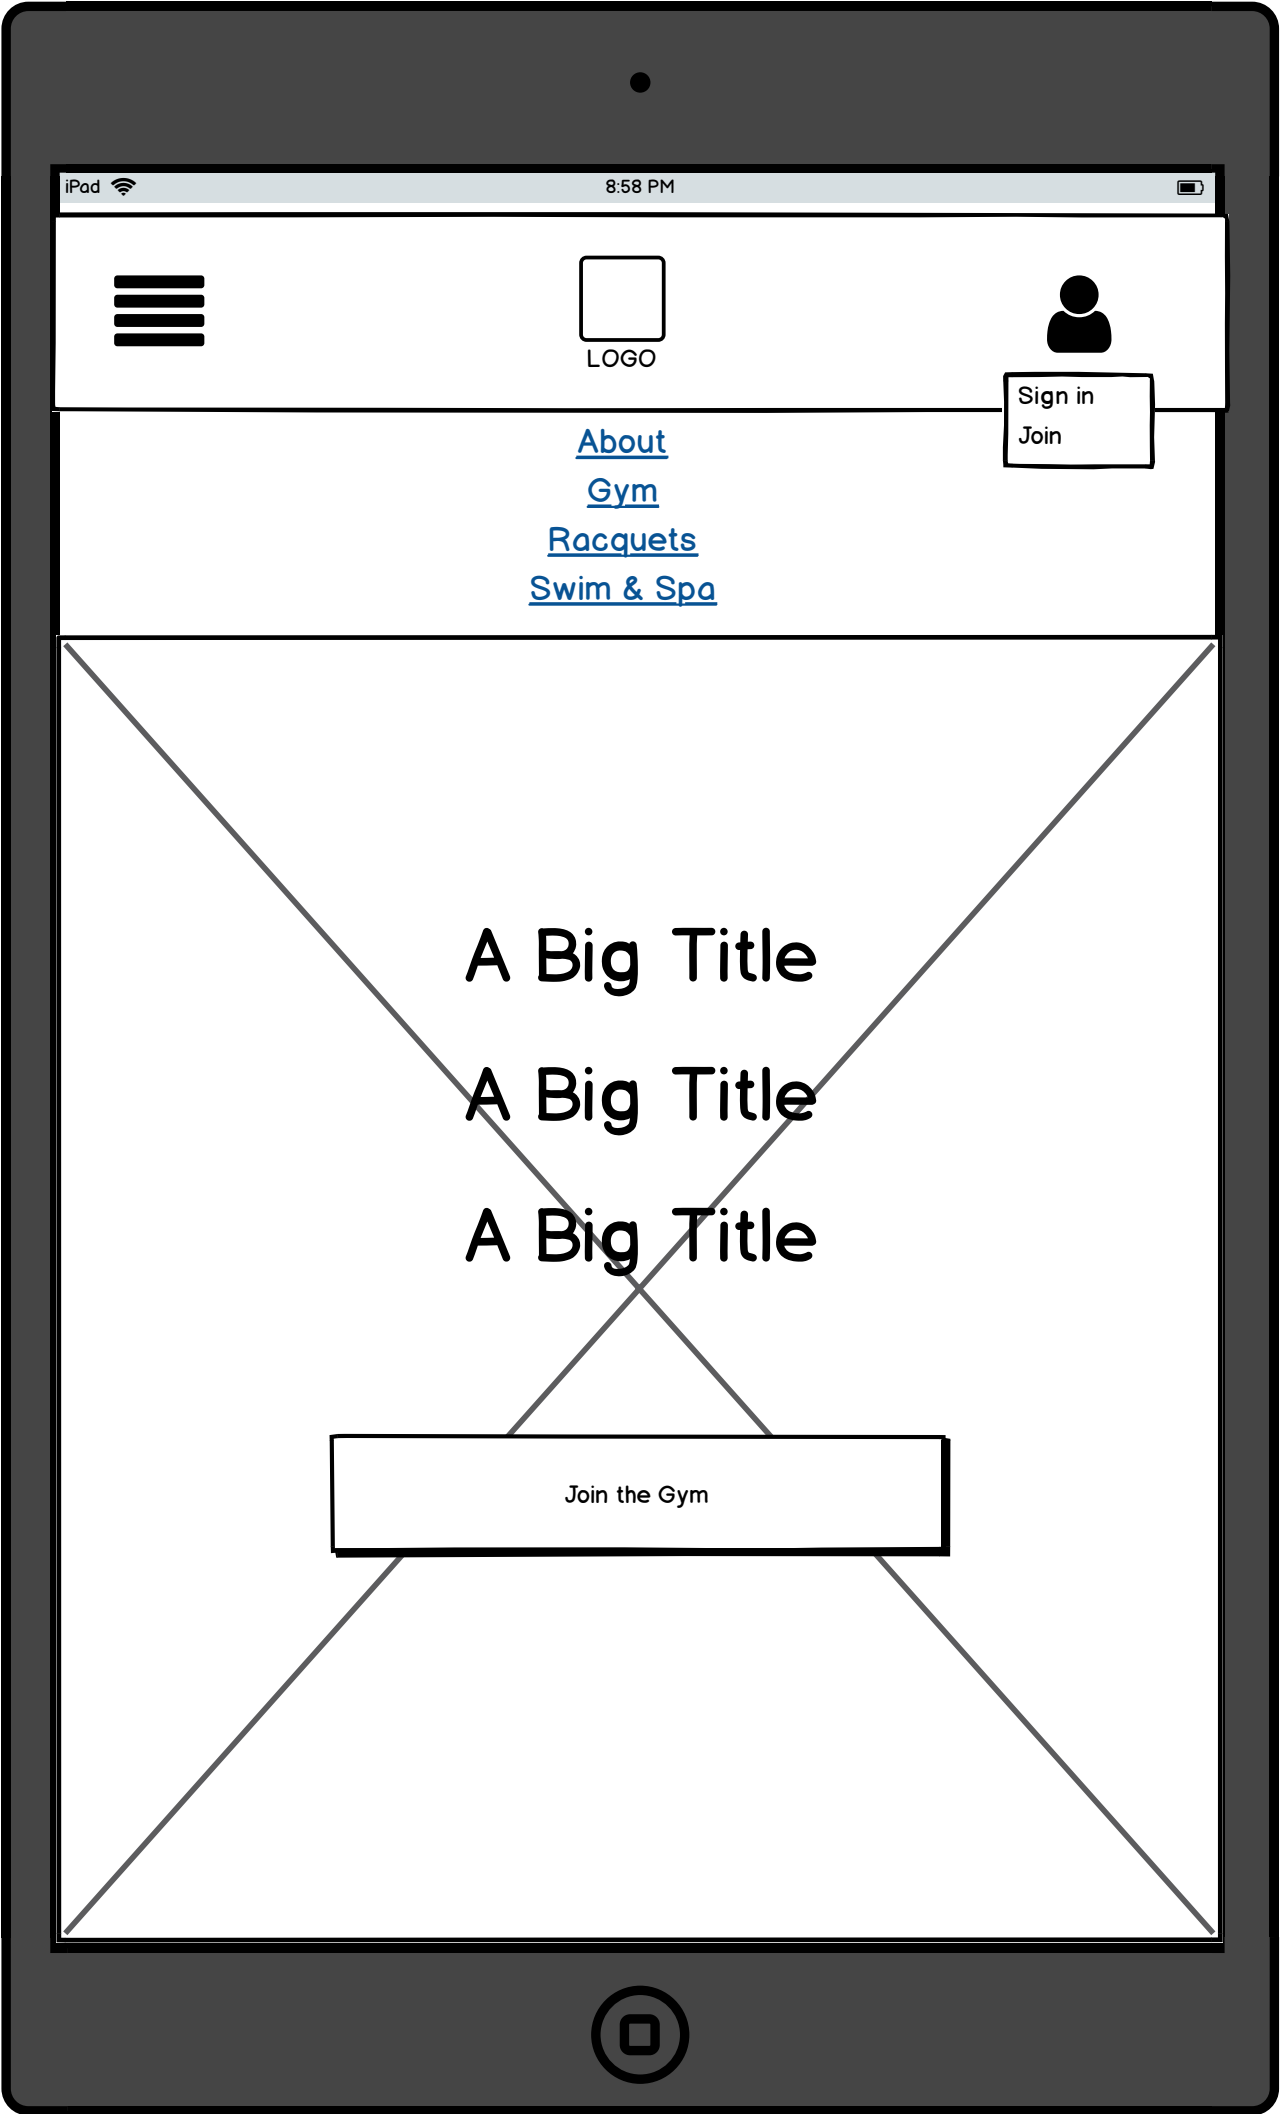 iPad 8:58 PM
LOGO
Sign in
Join
About
Gym
Racquets
Swim & Spa
A Big Title
A Big Title
A Big Title
Join the Gym